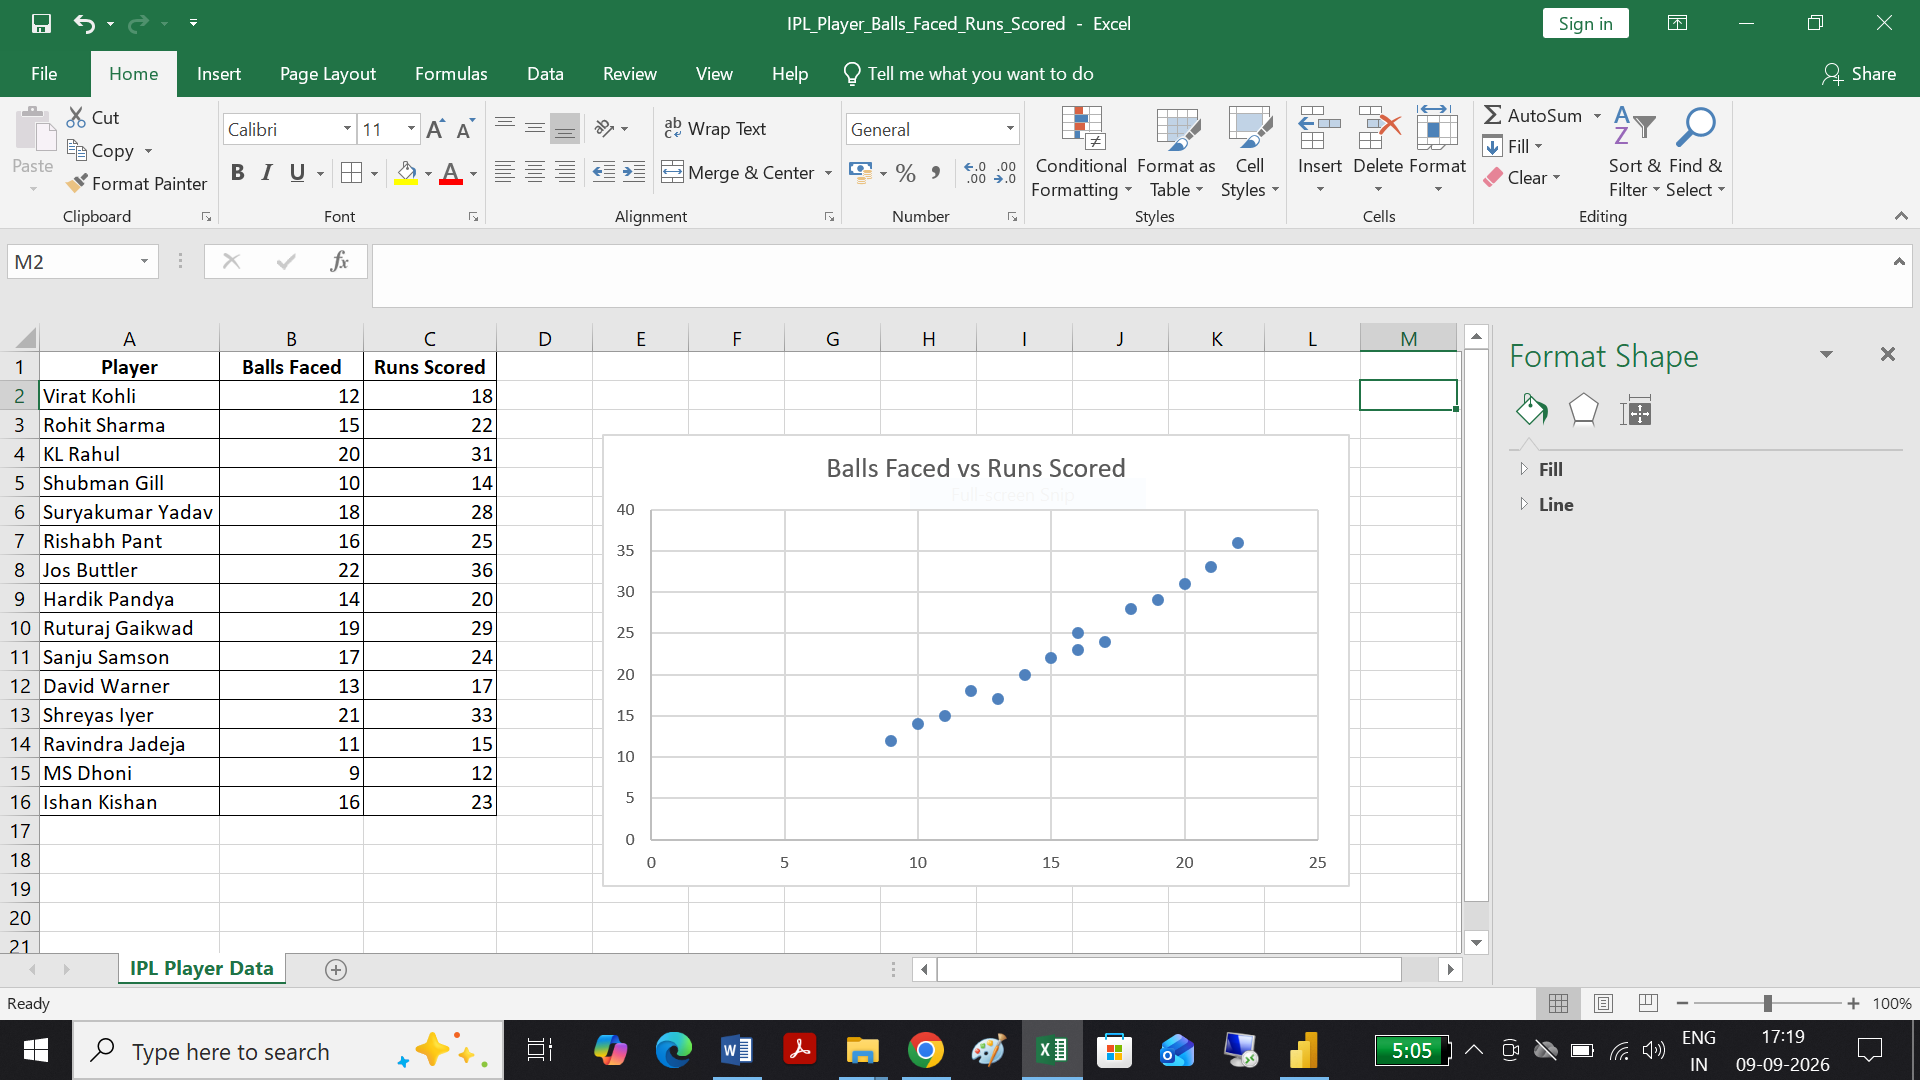 IPL_Player_Balls_Faced_Runs_Scored - Excel
Sign in
File Home Insert Page Layout Formulas Data Review View Help Tell me what you want to do Share
Paste
Cut
Copy
Format Painter
Clipboard
Calibri 11
B I U
Font
Wrap Text
Merge & Center
Alignment
General
Number
Conditional Formatting
Format as Table
Cell Styles
Styles
Insert Delete Format
Cells
AutoSum
Fill
Clear
Sort & Filter
Find & Select
Editing
M2
fx
A B C D E F G H I J K L M
1 Player Balls Faced Runs Scored
2 Virat Kohli 12 18
3 Rohit Sharma 15 22
4 KL Rahul 20 31
5 Shubman Gill 10 14
6 Suryakumar Yadav 18 28
7 Rishabh Pant 16 25
8 Jos Buttler 22 36
9 Hardik Pandya 14 20
10 Ruturaj Gaikwad 19 29
11 Sanju Samson 17 24
12 David Warner 13 17
13 Shreyas Iyer 21 33
14 Ravindra Jadeja 11 15
15 MS Dhoni 9 12
16 Ishan Kishan 16 23
17
18
19
20
21
Balls Faced vs Runs Scored
Full-screen Snip
40
35
30
25
20
15
10
5
0
0 5 10 15 20 25
Format Shape
Fill
Line
IPL Player Data
Ready
100%
Type here to search
5:05
ENG
IN
17:19
09-09-2026